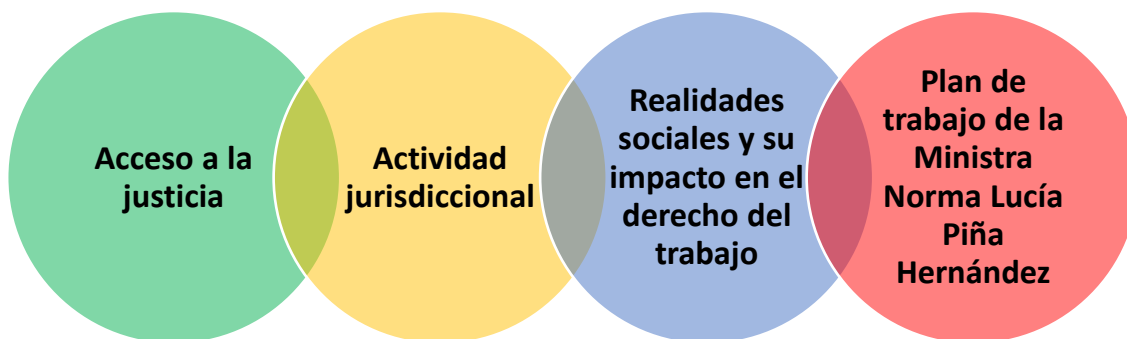 Acceso a la
justicia
Actividad
jurisdiccional
Realidades
sociales y su
impacto en el
derecho del
trabajo
Plan de
trabajo de la
Ministra
Norma Lucía
Piña
Hernández